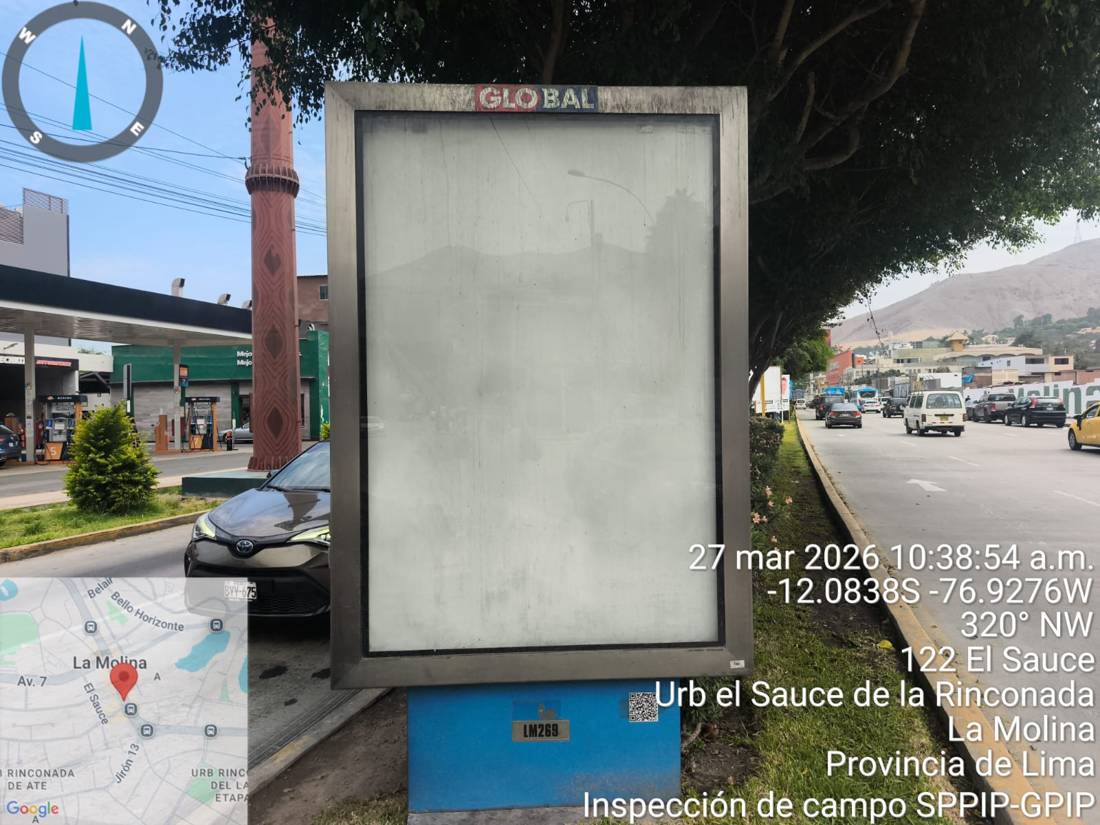 N
W
E
S
GLOBAL
LM269
27 mar 2026 10:38:54 a.m.
-12.0838S -76.9276W
320° NW
122 El Sauce
Urb el Sauce de la Rinconada
La Molina
Provincia de Lima
Inspección de campo SPPIP-GPIP
Belair
Bello Horizonte
La Molina
Av. 7
A
El Sauce
Jirón 13
RINCONADA
DE ATE
URB RINC
DEL LA
ETAPA
Google
A